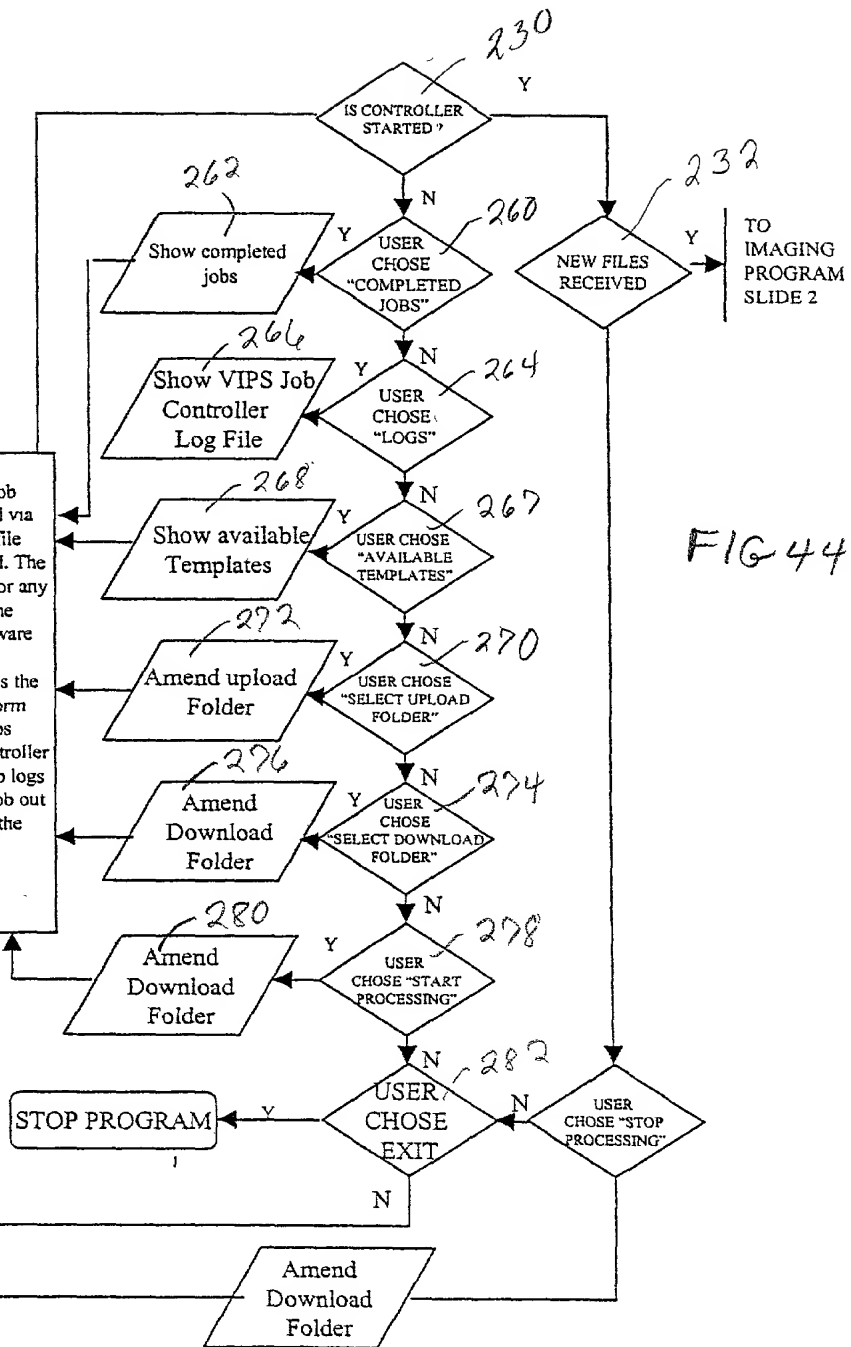 230
IS CONTROLLER
STARTED ?
Y
N
262
Show completed
jobs
Y
260
USER
CHOSE
"COMPLETED
JOBS"
232
NEW FILES
RECEIVED
Y
TO
IMAGING
PROGRAM
SLIDE 2
N
266
Show VIPS Job
Controller
Log File
Y
264
USER
CHOSE
"LOGS"
N
268
Show available
Templates
Y
267
USER CHOSE
"AVAILABLE
TEMPLATES"
FIG 44
N
272
Amend upload
Folder
Y
270
USER CHOSE
"SELECT UPLOAD
FOLDER"
N
276
Amend
Download
Folder
Y
274
USER
CHOSE
"SELECT DOWNLOAD
FOLDER"
N
280
Amend
Download
Folder
Y
278
USER
CHOSE "START
PROCESSING"
N
282
USER
CHOSE
EXIT
Y
STOP PROGRAM
N
USER
CHOSE "STOP
PROCESSING"
N
Amend
Download
Folder
ob
d via
ile
d. The
or any
ne
ware
s the
orm
os
troller
o logs
ob out
the